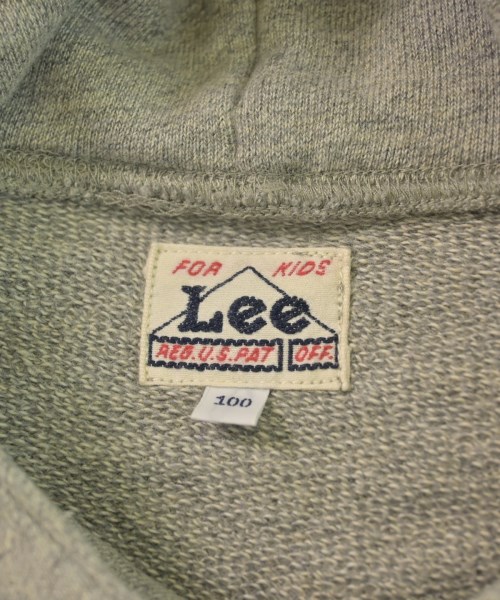 FOR KIDS
Lee
REG.U.S.PAT OFF.
100